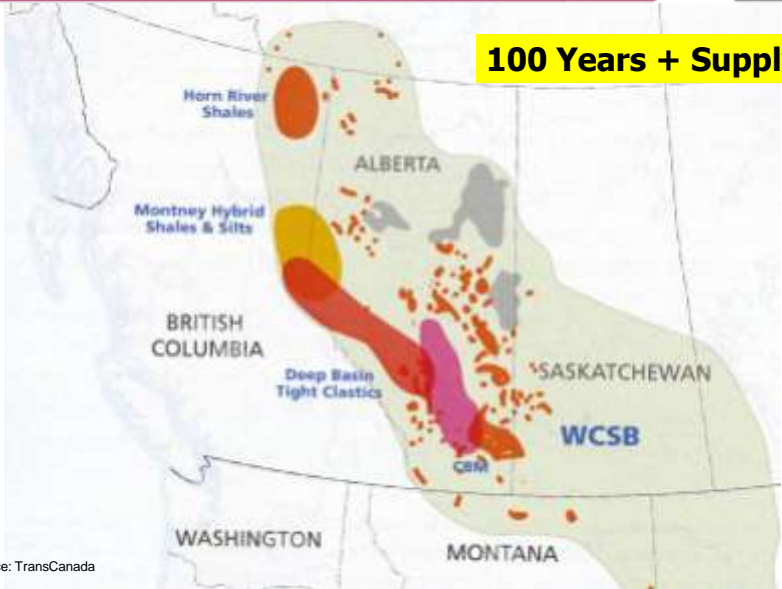 100 Years + Suppl
Horn River
Shales
ALBERTA
Montney Hybrid
Shales & Silts
BRITISH
COLUMBIA
Deep Basin
Tight Clastics
SASKATCHEWAN
WCSB
CBM
WASHINGTON
MONTANA
ce: TransCanada